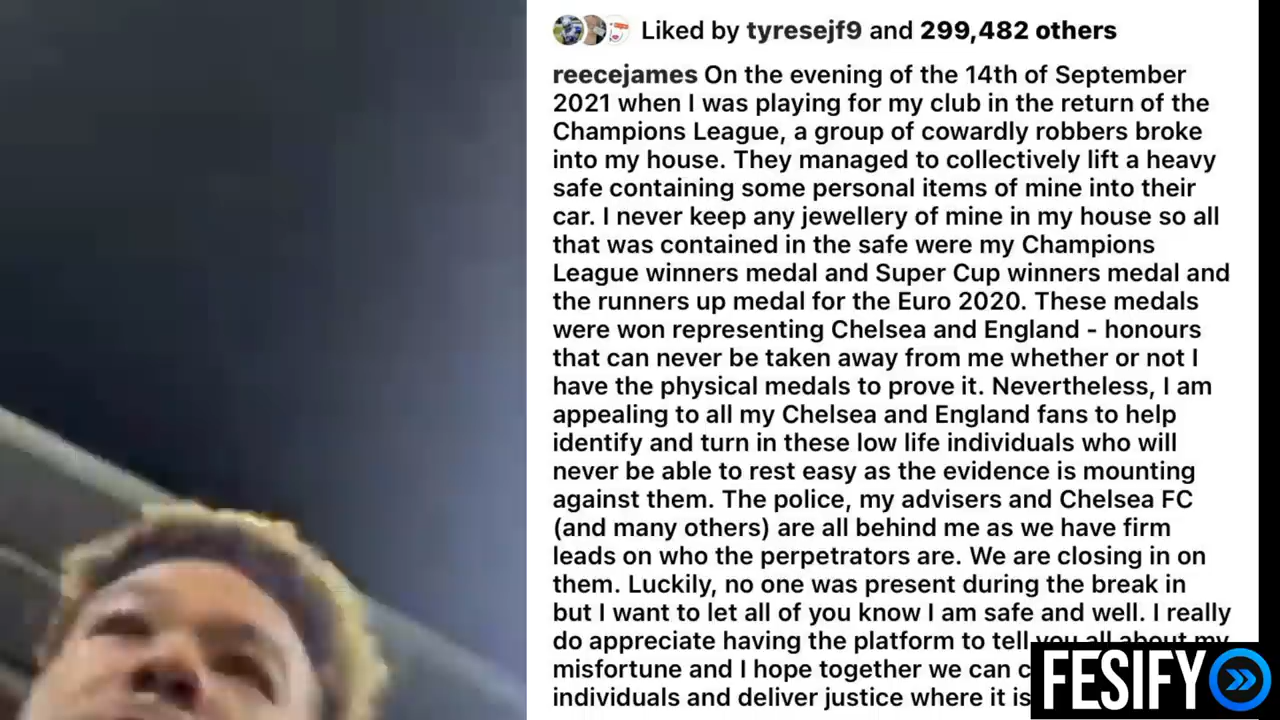 Liked by tyresejf9 and 299,482 others
reecejames On the evening of the 14th of September
2021 when I was playing for my club in the return of the
Champions League, a group of cowardly robbers broke
into my house. They managed to collectively lift a heavy
safe containing some personal items of mine into their
car. I never keep any jewellery of mine in my house so all
that was contained in the safe were my Champions
League winners medal and Super Cup winners medal and
the runners up medal for the Euro 2020. These medals
were won representing Chelsea and England - honours
that can never be taken away from me whether or not I
have the physical medals to prove it. Nevertheless, I am
appealing to all my Chelsea and England fans to help
identify and turn in these low life individuals who will
never be able to rest easy as the evidence is mounting
against them. The police, my advisers and Chelsea FC
(and many others) are all behind me as we have firm
leads on who the perpetrators are. We are closing in on
them. Luckily, no one was present during the break in
but I want to let all of you know I am safe and well. I really
do appreciate having the platform to tell you all about my
misfortune and I hope together we can
individuals and deliver justice where it is
FESIFY